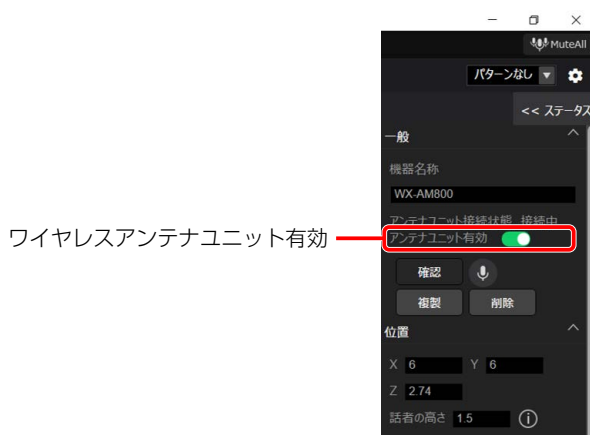 MuteAll
パターンなし
<< ステータス
一般
機器名称
WX-AM800
アンテナユニット接続状態 接続中
ワイヤレスアンテナユニット有効
アンテナユニット有効
確認
複製 削除
位置
X 6 Y 6
Z 2.74
話者の高さ 1.5